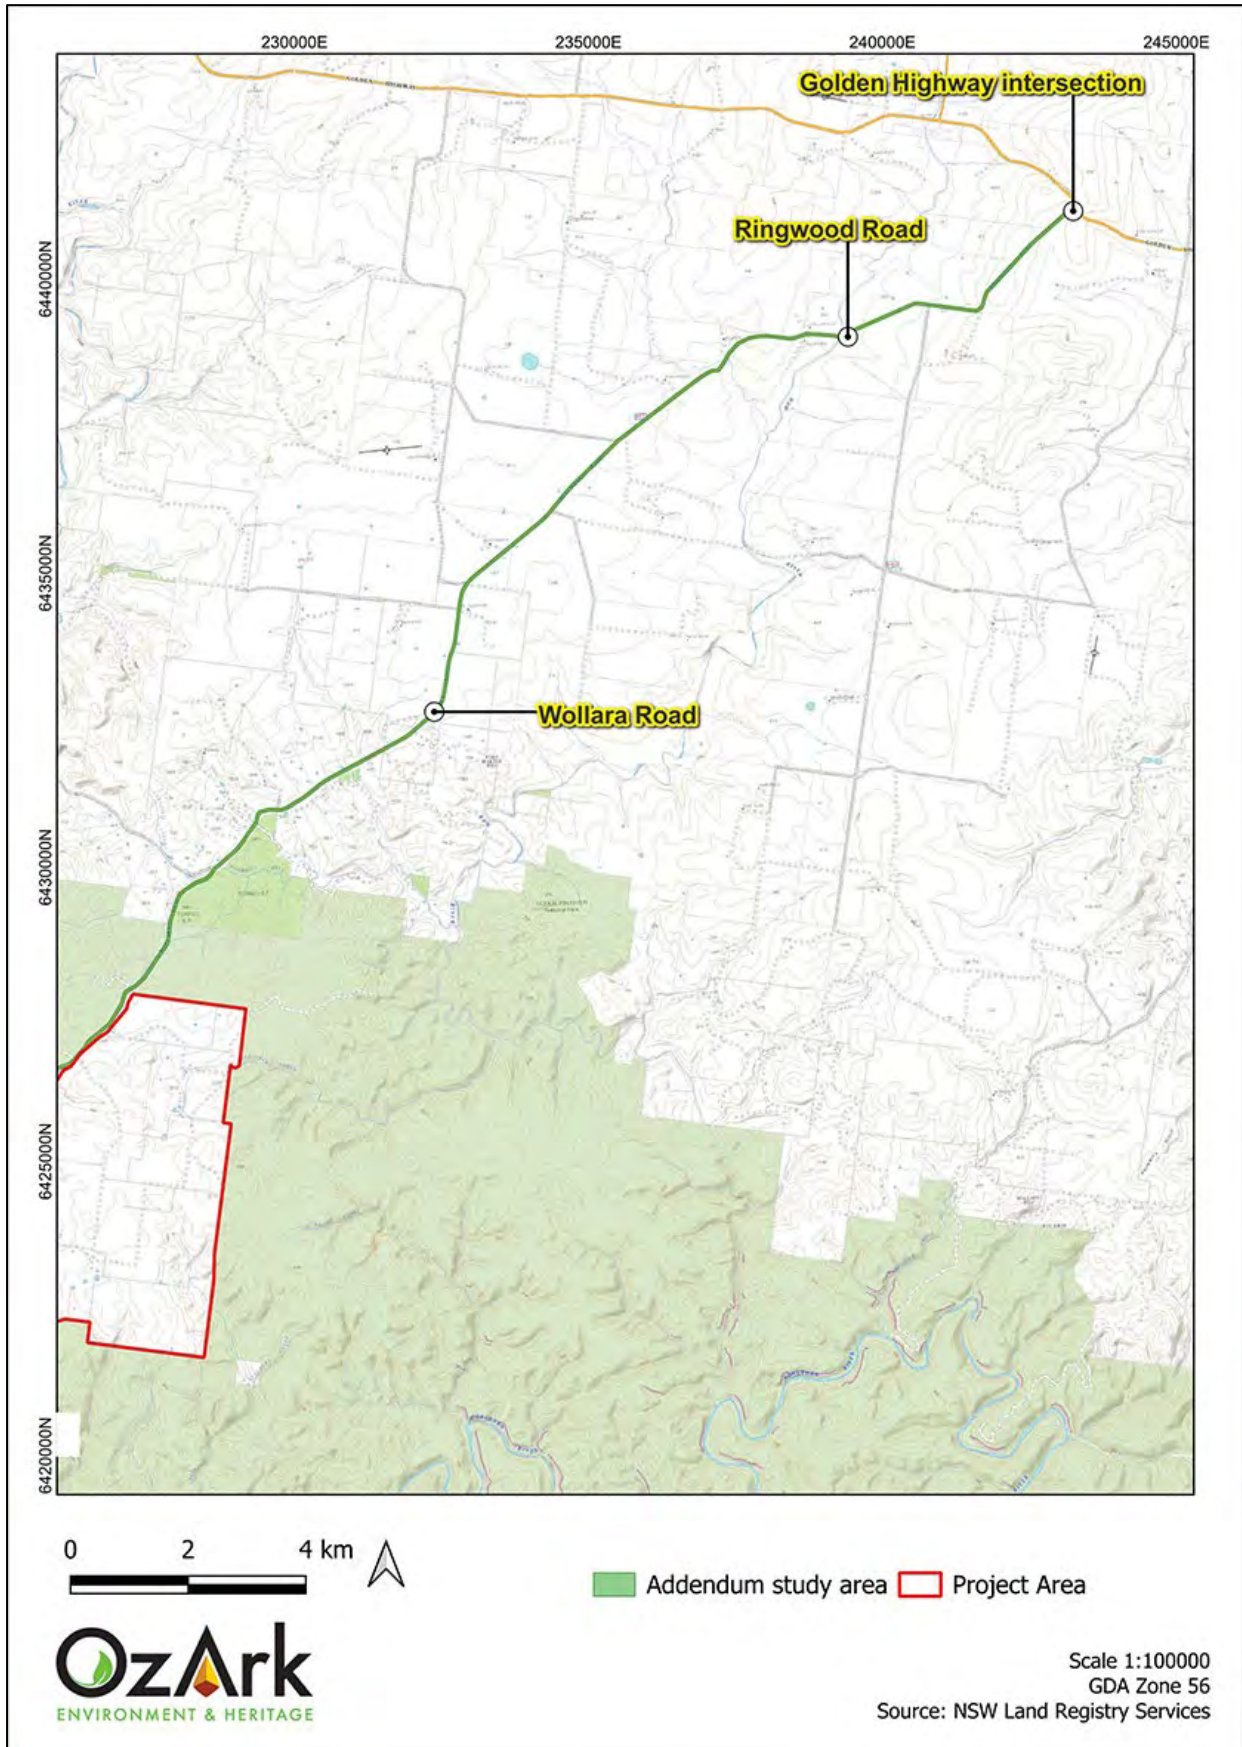 230000E
235000E
240000E
245000E
Golden Highway intersection
Ringwood Road
6440000N
6435000N
Wollara Road
6430000N
6425000N
6420000N
0 2 4 km
Addendum study area
Project Area
OzArk
ENVIRONMENT & HERITAGE
Scale 1:100000
GDA Zone 56
Source: NSW Land Registry Services